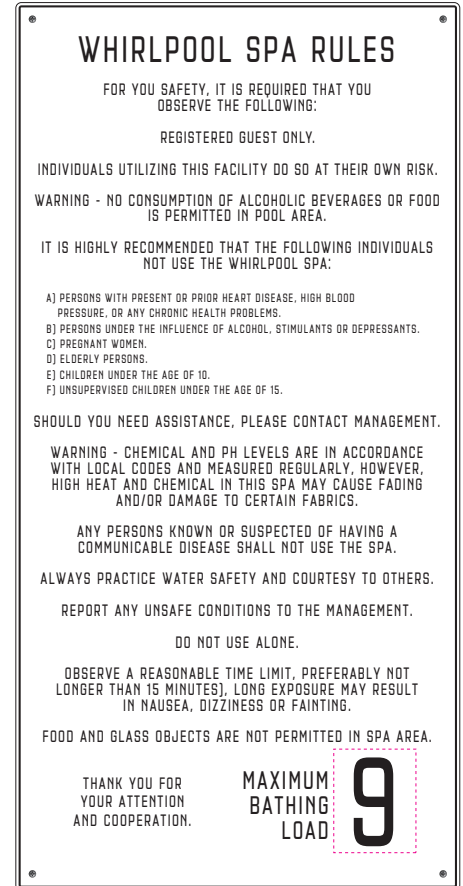 WHIRLPOOL SPA RULES
FOR YOU SAFETY, IT IS REQUIRED THAT YOU
OBSERVE THE FOLLOWING:
REGISTERED GUEST ONLY.
INDIVIDUALS UTILIZING THIS FACILITY DO SO AT THEIR OWN RISK.
WARNING - NO CONSUMPTION OF ALCOHOLIC BEVERAGES OR FOOD
IS PERMITTED IN POOL AREA.
IT IS HIGHLY RECOMMENDED THAT THE FOLLOWING INDIVIDUALS
NOT USE THE WHIRLPOOL SPA:
A) PERSONS WITH PRESENT OR PRIOR HEART DISEASE, HIGH BLOOD
PRESSURE, OR ANY CHRONIC HEALTH PROBLEMS.
B) PERSONS UNDER THE INFLUENCE OF ALCOHOL, STIMULANTS OR DEPRESSANTS.
C) PREGNANT WOMEN.
D) ELDERLY PERSONS.
E) CHILDREN UNDER THE AGE OF 10.
F) UNSUPERVISED CHILDREN UNDER THE AGE OF 15.
SHOULD YOU NEED ASSISTANCE, PLEASE CONTACT MANAGEMENT.
WARNING - CHEMICAL AND PH LEVELS ARE IN ACCORDANCE
WITH LOCAL CODES AND MEASURED REGULARLY, HOWEVER,
HIGH HEAT AND CHEMICAL IN THIS SPA MAY CAUSE FADING
AND/OR DAMAGE TO CERTAIN FABRICS.
ANY PERSONS KNOWN OR SUSPECTED OF HAVING A
COMMUNICABLE DISEASE SHALL NOT USE THE SPA.
ALWAYS PRACTICE WATER SAFETY AND COURTESY TO OTHERS.
REPORT ANY UNSAFE CONDITIONS TO THE MANAGEMENT.
DO NOT USE ALONE.
OBSERVE A REASONABLE TIME LIMIT, PREFERABLY NOT
LONGER THAN 15 MINUTES), LONG EXPOSURE MAY RESULT
IN NAUSEA, DIZZINESS OR FAINTING.
FOOD AND GLASS OBJECTS ARE NOT PERMITTED IN SPA AREA.
THANK YOU FOR
YOUR ATTENTION
AND COOPERATION.
MAXIMUM
BATHING
LOAD
9